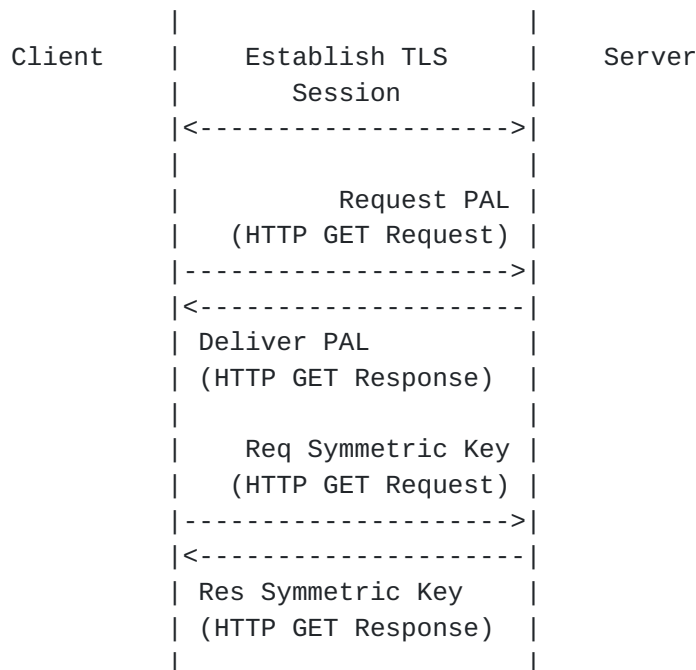 |                     |
 Client     |    Establish TLS    |    Server
            |       Session       |
            |<------------------->|
            |                     |
            |         Request PAL |
            |   (HTTP GET Request) |
            |-------------------->|
            |<--------------------|
            | Deliver PAL         |
            | (HTTP GET Response)  |
            |                     |
            |    Req Symmetric Key |
            |   (HTTP GET Request) |
            |-------------------->|
            |<--------------------|
            | Res Symmetric Key   |
            | (HTTP GET Response)  |
            |                     |